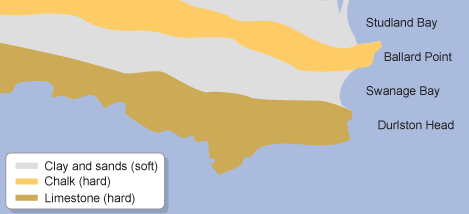 Studland Bay
Ballard Point
Swanage Bay
Durlston Head
Clay and sands (soft)
Chalk (hard)
Limestone (hard)